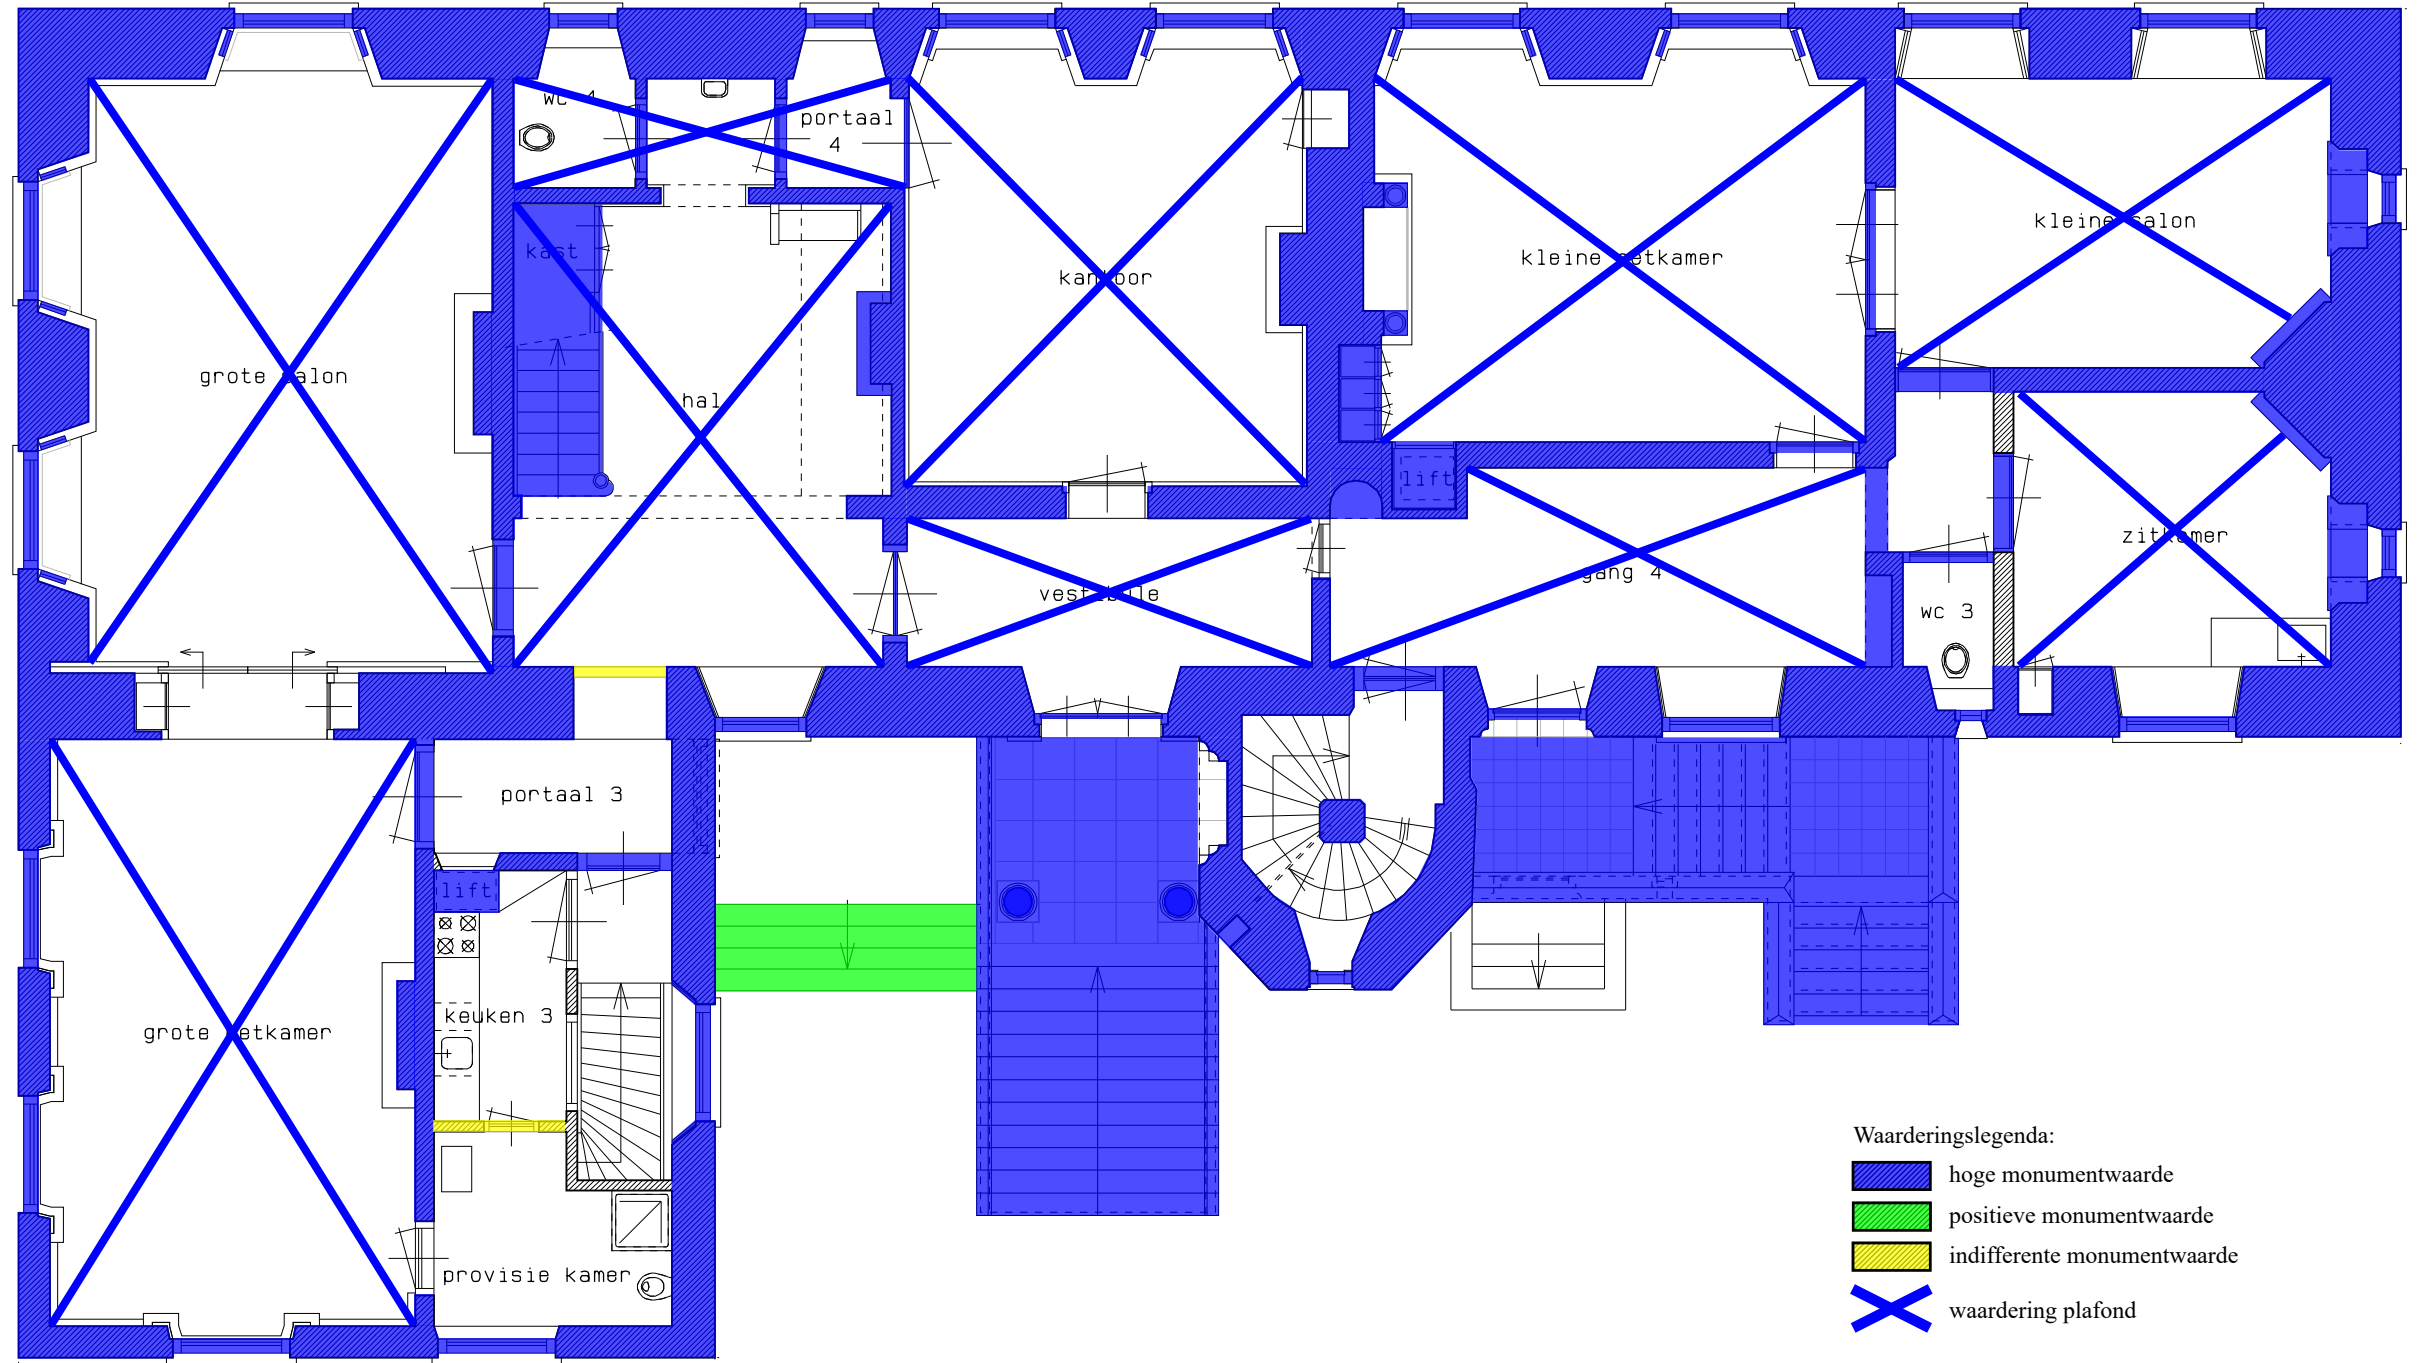 wc 4
portaal
4
kast
kleine salon
kleine eetkamer
kantoor
grote salon
hal
lift
zitkamer
gang 4
vestibule
wc 3
portaal 3
lift
keuken 3
grote eetkamer
provisie kamer
Waarderingslegenda:
hoge monumentwaarde
positieve monumentwaarde
indifferente monumentwaarde
waardering plafond